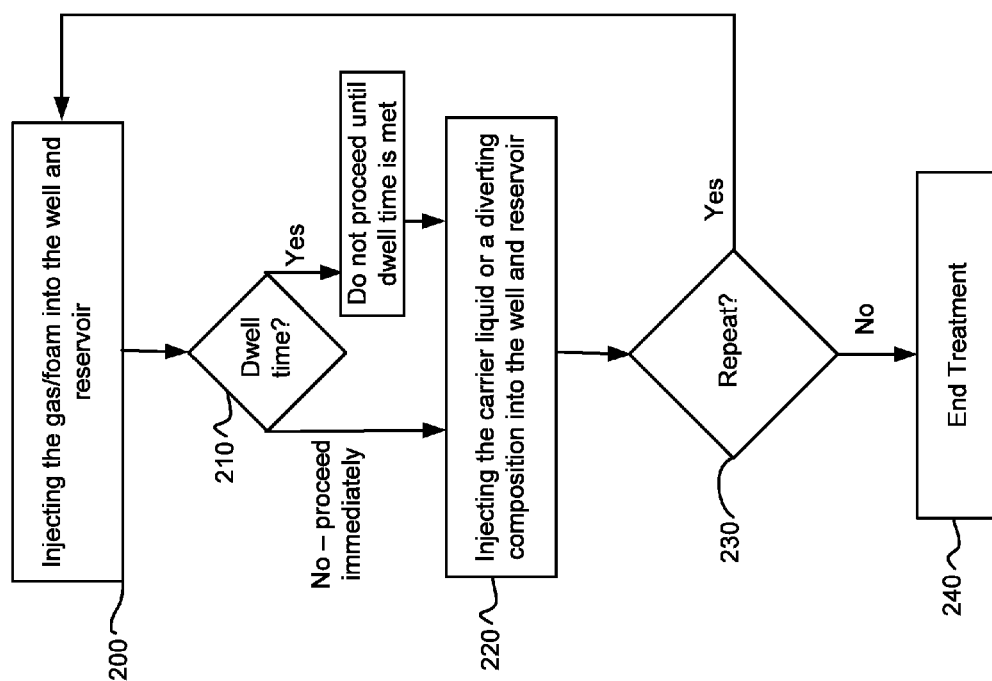 Injecting the gas/foam into the well and
reservoir
200
Dwell
time?
210
Yes
Do not proceed until
dwell time is met
No – proceed
immediately
Injecting the carrier liquid or a diverting
composition into the well and reservoir
220
Repeat?
230
Yes
No
End Treatment
240